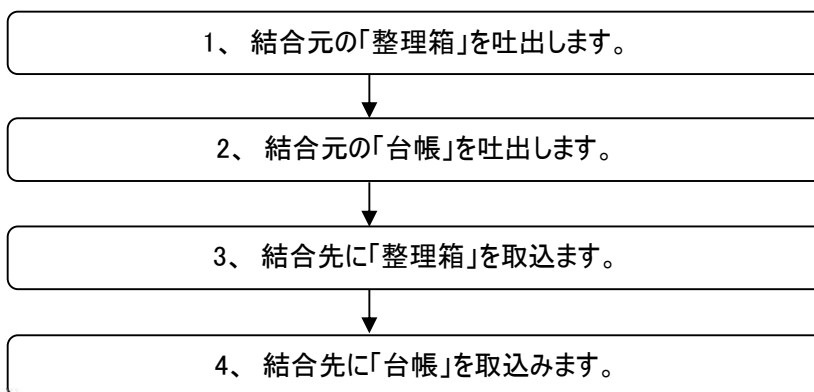 1、 結合元の「整理箱」を吐出します。
2、 結合元の「台帳」を吐出します。
3、 結合先に「整理箱」を取込ます。
4、 結合先に「台帳」を取込みます。